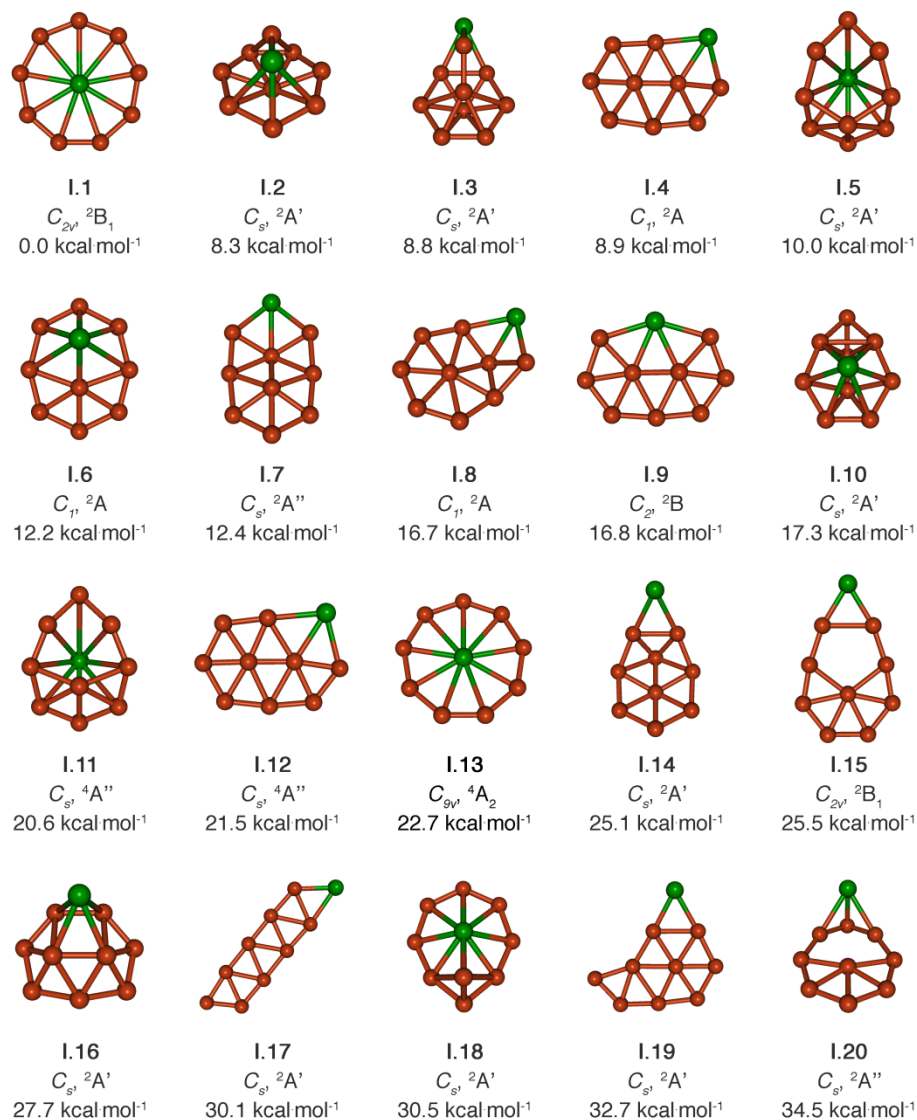 I.1 I.2 I.3 I.4 I.5
C₂ᵥ, ²B₁ Cₛ, ²A’ Cₛ, ²A’ C₁, ²A Cₛ, ²A’
0.0 kcal·mol⁻¹ 8.3 kcal·mol⁻¹ 8.8 kcal·mol⁻¹ 8.9 kcal·mol⁻¹ 10.0 kcal·mol⁻¹
I.6 I.7 I.8 I.9 I.10
C₁, ²A Cₛ, ²A’’ C₁, ²A C₂, ²B Cₛ, ²A’
12.2 kcal·mol⁻¹ 12.4 kcal·mol⁻¹ 16.7 kcal·mol⁻¹ 16.8 kcal·mol⁻¹ 17.3 kcal·mol⁻¹
I.11 I.12 I.13 I.14 I.15
Cₛ, ⁴A’’ Cₛ, ⁴A’’ C₉ᵥ, ⁴A₂ Cₛ, ²A’ C₂ᵥ, ²B₁
20.6 kcal·mol⁻¹ 21.5 kcal·mol⁻¹ 22.7 kcal·mol⁻¹ 25.1 kcal·mol⁻¹ 25.5 kcal·mol⁻¹
I.16 I.17 I.18 I.19 I.20
Cₛ, ²A’ Cₛ, ²A’ Cₛ, ²A’ Cₛ, ²A’ Cₛ, ²A’’
27.7 kcal·mol⁻¹ 30.1 kcal·mol⁻¹ 30.5 kcal·mol⁻¹ 32.7 kcal·mol⁻¹ 34.5 kcal·mol⁻¹